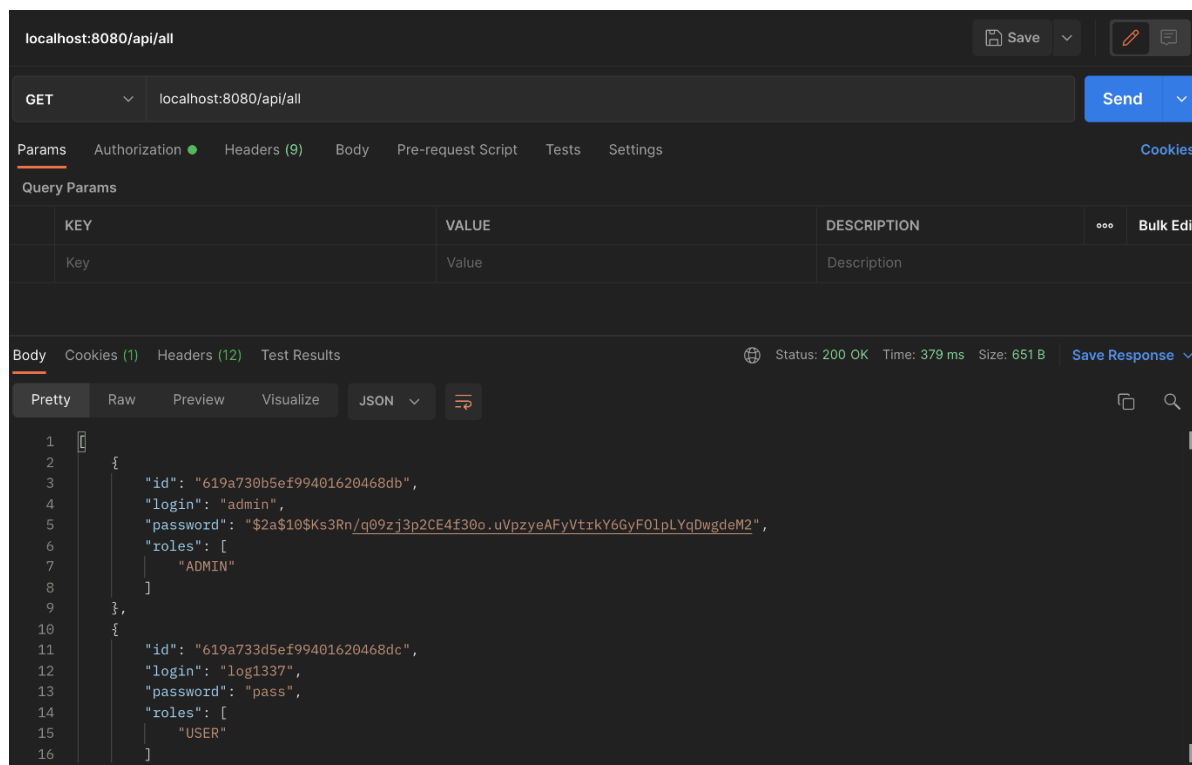 localhost:8080/api/all
Save
GET localhost:8080/api/all Send
Params Authorization Headers (9) Body Pre-request Script Tests Settings Cookies
Query Params
KEY VALUE DESCRIPTION ooo Bulk Edi
Key Value Description
Body Cookies (1) Headers (12) Test Results Status: 200 OK Time: 379 ms Size: 651 B Save Response
Pretty Raw Preview Visualize JSON
1 [
2 {
3 "id": "619a730b5ef99401620468db",
4 "login": "admin",
5 "password": "$2a$10$Ks3Rn/q09zj3p2CE4f30o.uVpzyeAFyVtrkY6GyFOlpLYqDwgdeM2",
6 "roles": [
7 "ADMIN"
8 ]
9 },
10 {
11 "id": "619a733d5ef99401620468dc",
12 "login": "log1337",
13 "password": "pass",
14 "roles": [
15 "USER"
16 ]